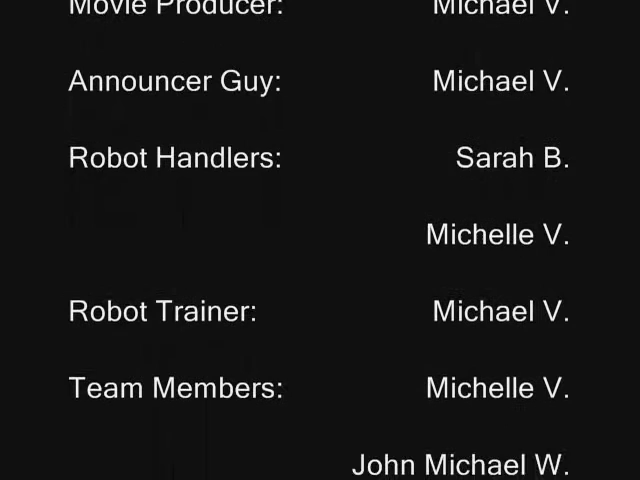 Movie Producer: Michael V.
Announcer Guy: Michael V.
Robot Handlers: Sarah B.
Michelle V.
Robot Trainer: Michael V.
Team Members: Michelle V.
John Michael W.